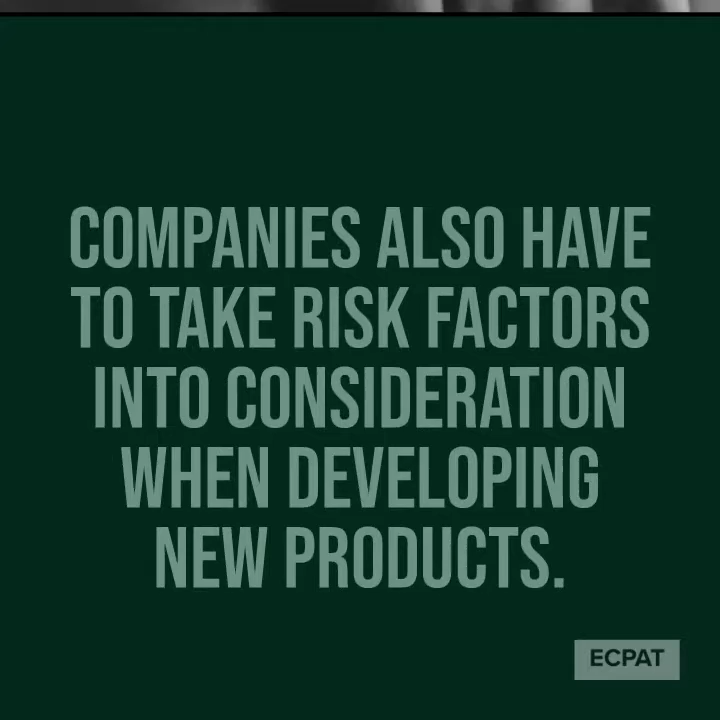 COMPANIES ALSO HAVE
TO TAKE RISK FACTORS
INTO CONSIDERATION
WHEN DEVELOPING
NEW PRODUCTS.
ECPAT